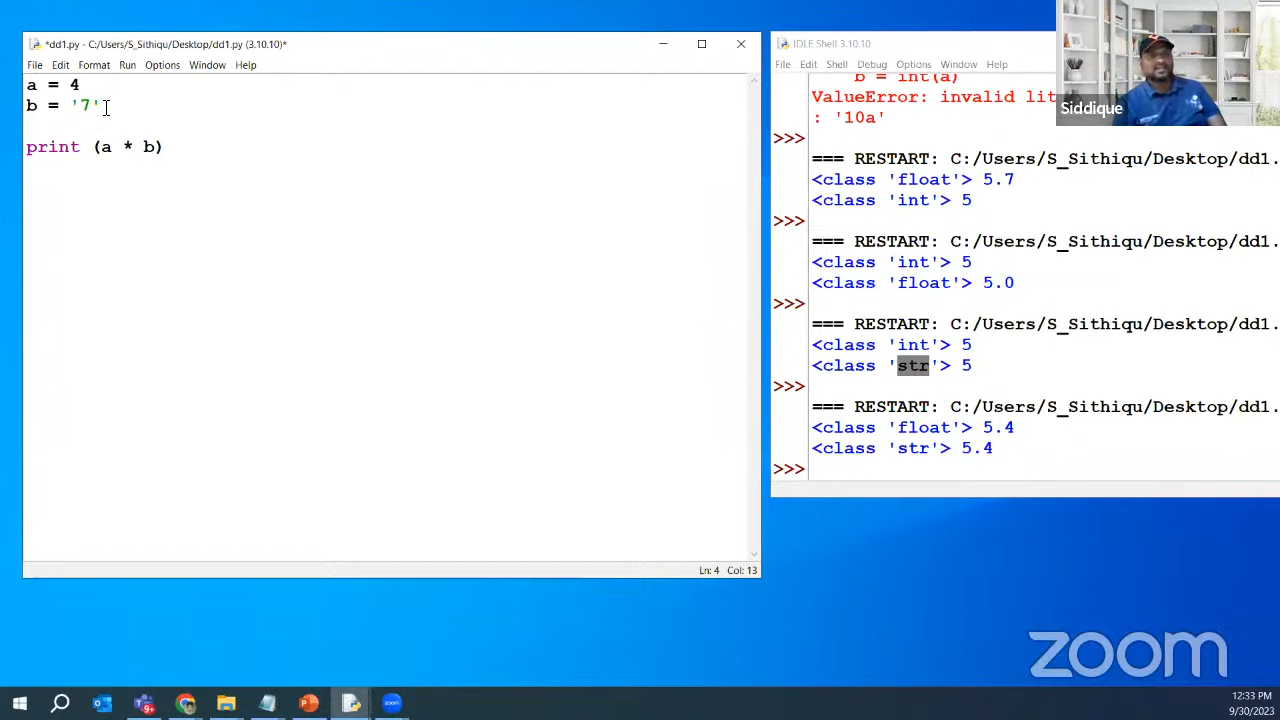 *dd1.py - C:/Users/S_Sithiqu/Desktop/dd1.py (3.10.10)*
File Edit Format Run Options Window Help
a = 4
b = '7'
print (a * b)
Ln: 4 Col: 13
IDLE Shell 3.10.10
File Edit Shell Debug Options Window Help
b = int(a)
ValueError: invalid lit
: '10a'
>>>
=== RESTART: C:/Users/S_Sithiqu/Desktop/dd1.
<class 'float'> 5.7
<class 'int'> 5
>>>
=== RESTART: C:/Users/S_Sithiqu/Desktop/dd1.
<class 'int'> 5
<class 'float'> 5.0
>>>
=== RESTART: C:/Users/S_Sithiqu/Desktop/dd1.
<class 'int'> 5
<class 'str'> 5
>>>
=== RESTART: C:/Users/S_Sithiqu/Desktop/dd1.
<class 'float'> 5.4
<class 'str'> 5.4
>>>
Siddique
zoom
zoom
12:33 PM
9/30/2023